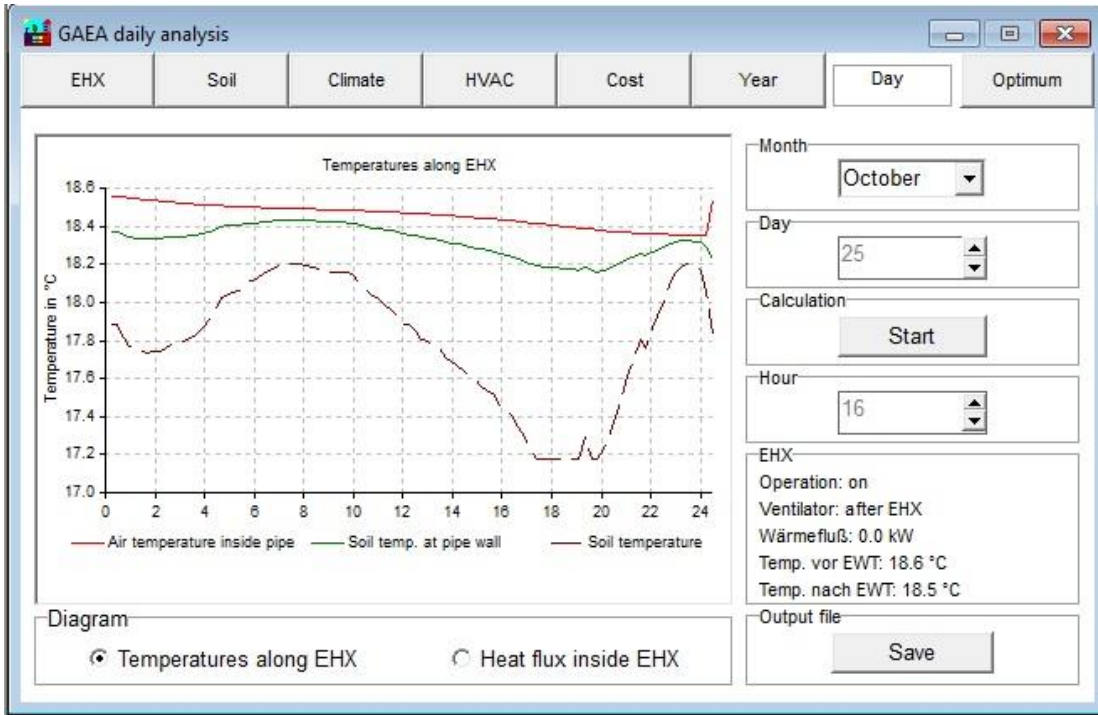 GAEA daily analysis
EHX Soil Climate HVAC Cost Year Day Optimum
Temperatures along EHX
Temperature in °C
18.6
18.4
18.2
18.0
17.8
17.6
17.4
17.2
17.0
0 2 4 6 8 10 12 14 16 18 20 22 24
Air temperature inside pipe Soil temp. at pipe wall Soil temperature
Diagram
Temperatures along EHX Heat flux inside EHX
Month
October
Day
25
Calculation
Start
Hour
16
EHX
Operation: on
Ventilator: after EHX
Wärmefluß: 0.0 kW
Temp. vor EWT: 18.6 °C
Temp. nach EWT: 18.5 °C
Output file
Save